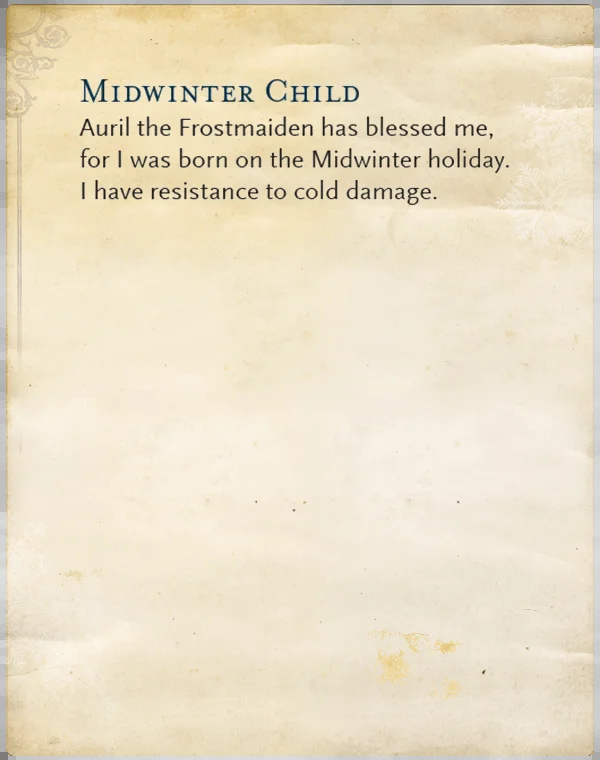 Midwinter Child
Auril the Frostmaiden has blessed me,
for I was born on the Midwinter holiday.
I have resistance to cold damage.